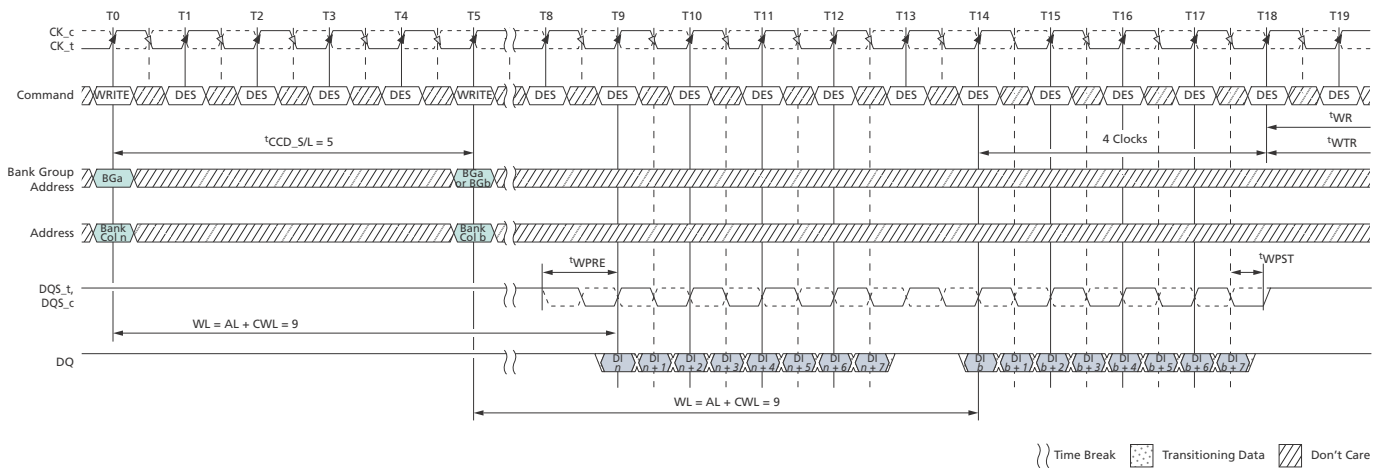 T0 T1 T2 T3 T4 T5 T8 T9 T10 T11 T12 T13 T14 T15 T16 T17 T18 T19
CK_c
CK_t
Command WRITE DES DES DES DES WRITE DES DES DES DES DES DES DES DES DES DES DES DES
tWR
tCCD_S/L = 5 4 Clocks
tWTR
Bank Group
Address
BGa
BGa
or BGb
Address
Bank
Col n
Bank
Col b
tWPRE tWPST
DQS_t,
DQS_c
WL = AL + CWL = 9
DQ
DI
n
DI
n + 1
DI
n + 2
DI
n + 3
DI
n + 4
DI
n + 5
DI
n + 6
DI
n + 7
DI
b
DI
b + 1
DI
b + 2
DI
b + 3
DI
b + 4
DI
b + 5
DI
b + 6
DI
b + 7
WL = AL + CWL = 9
Time Break Transitioning Data Don't Care